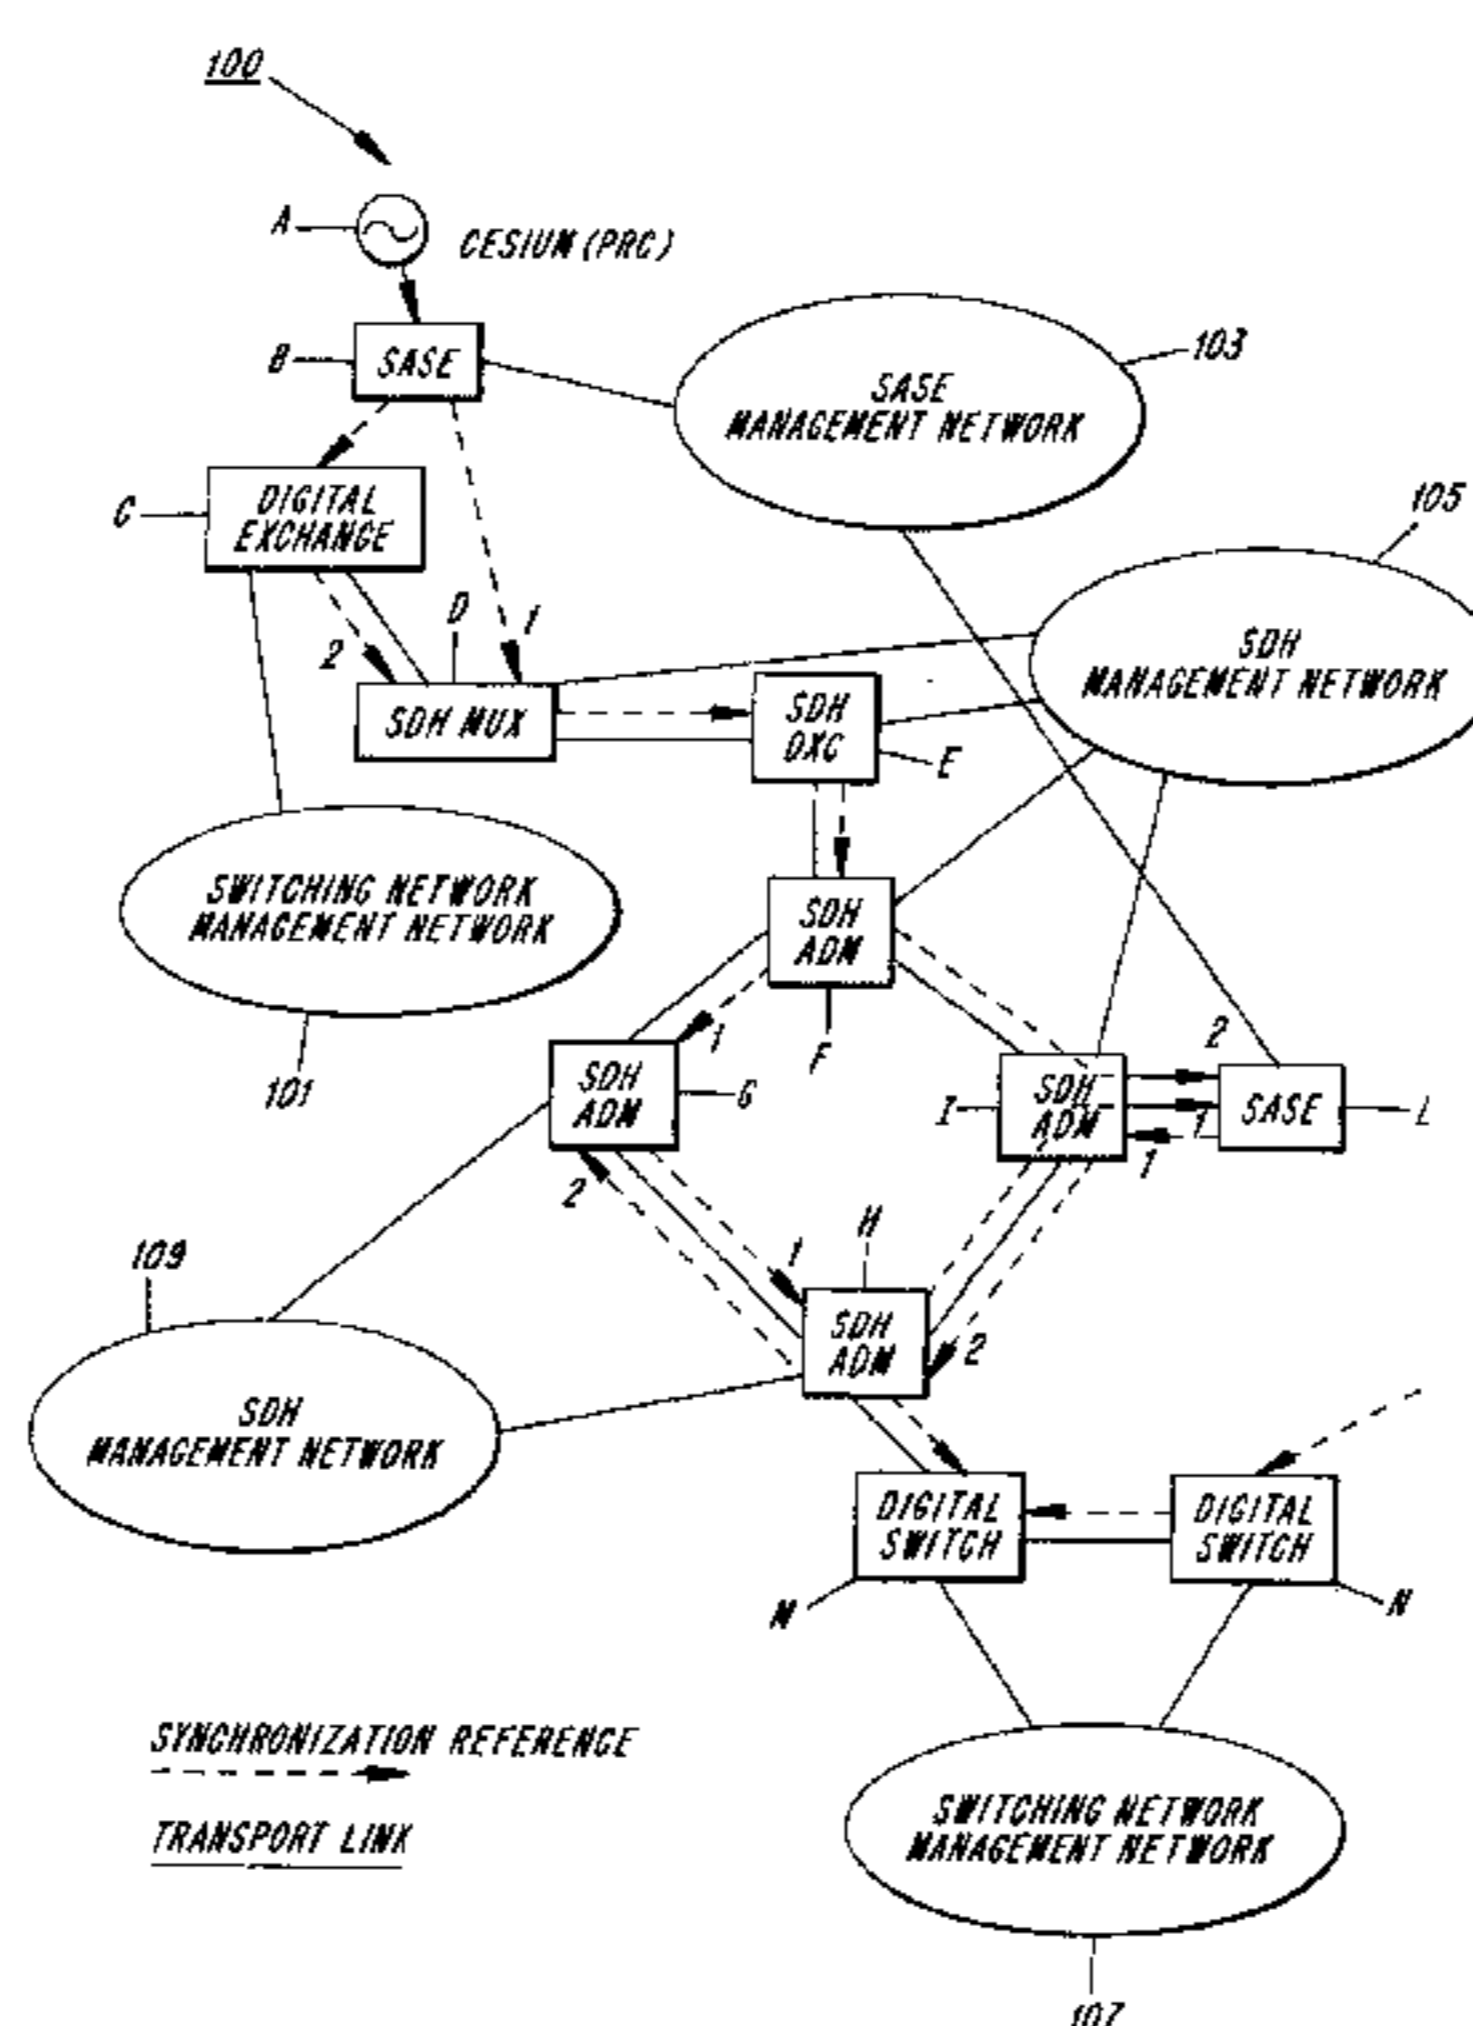 100
A
CESIUM (PRC)
B
SASE
103
SASE
MANAGEMENT NETWORK
105
C
DIGITAL
EXCHANGE
D
1
2
SDH
MANAGEMENT NETWORK
SDH MUX
SDH
DXC
E
SWITCHING NETWORK
MANAGEMENT NETWORK
SDH
ADM
F
101
1
2
SDH
ADM
G
I
SDH
ADM
1
SASE
L
1
2
H
109
1
SDH
ADM
2
SDH
MANAGEMENT NETWORK
DIGITAL
SWITCH
DIGITAL
SWITCH
M
N
SYNCHRONIZATION REFERENCE
TRANSPORT LINK
SWITCHING NETWORK
MANAGEMENT NETWORK
107